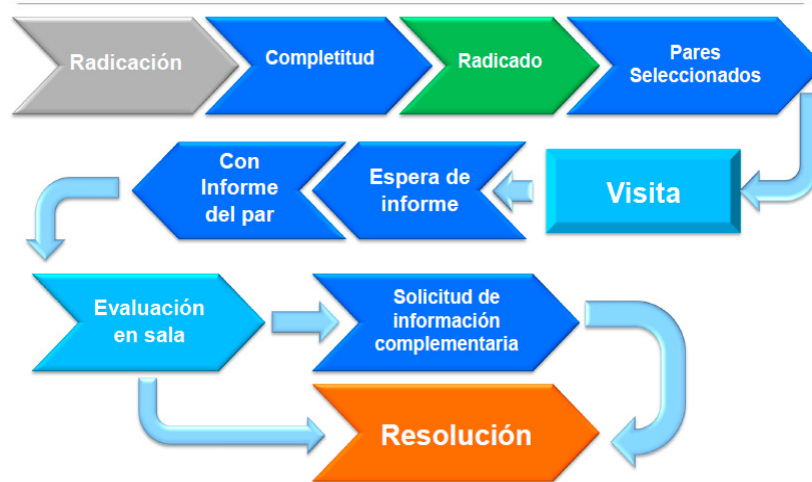 Radicación
Completitud
Radicado
Pares
Seleccionados
Con
Informe
del par
Espera de
informe
Visita
Evaluación
en sala
Solicitud de
información
complementaria
Resolución